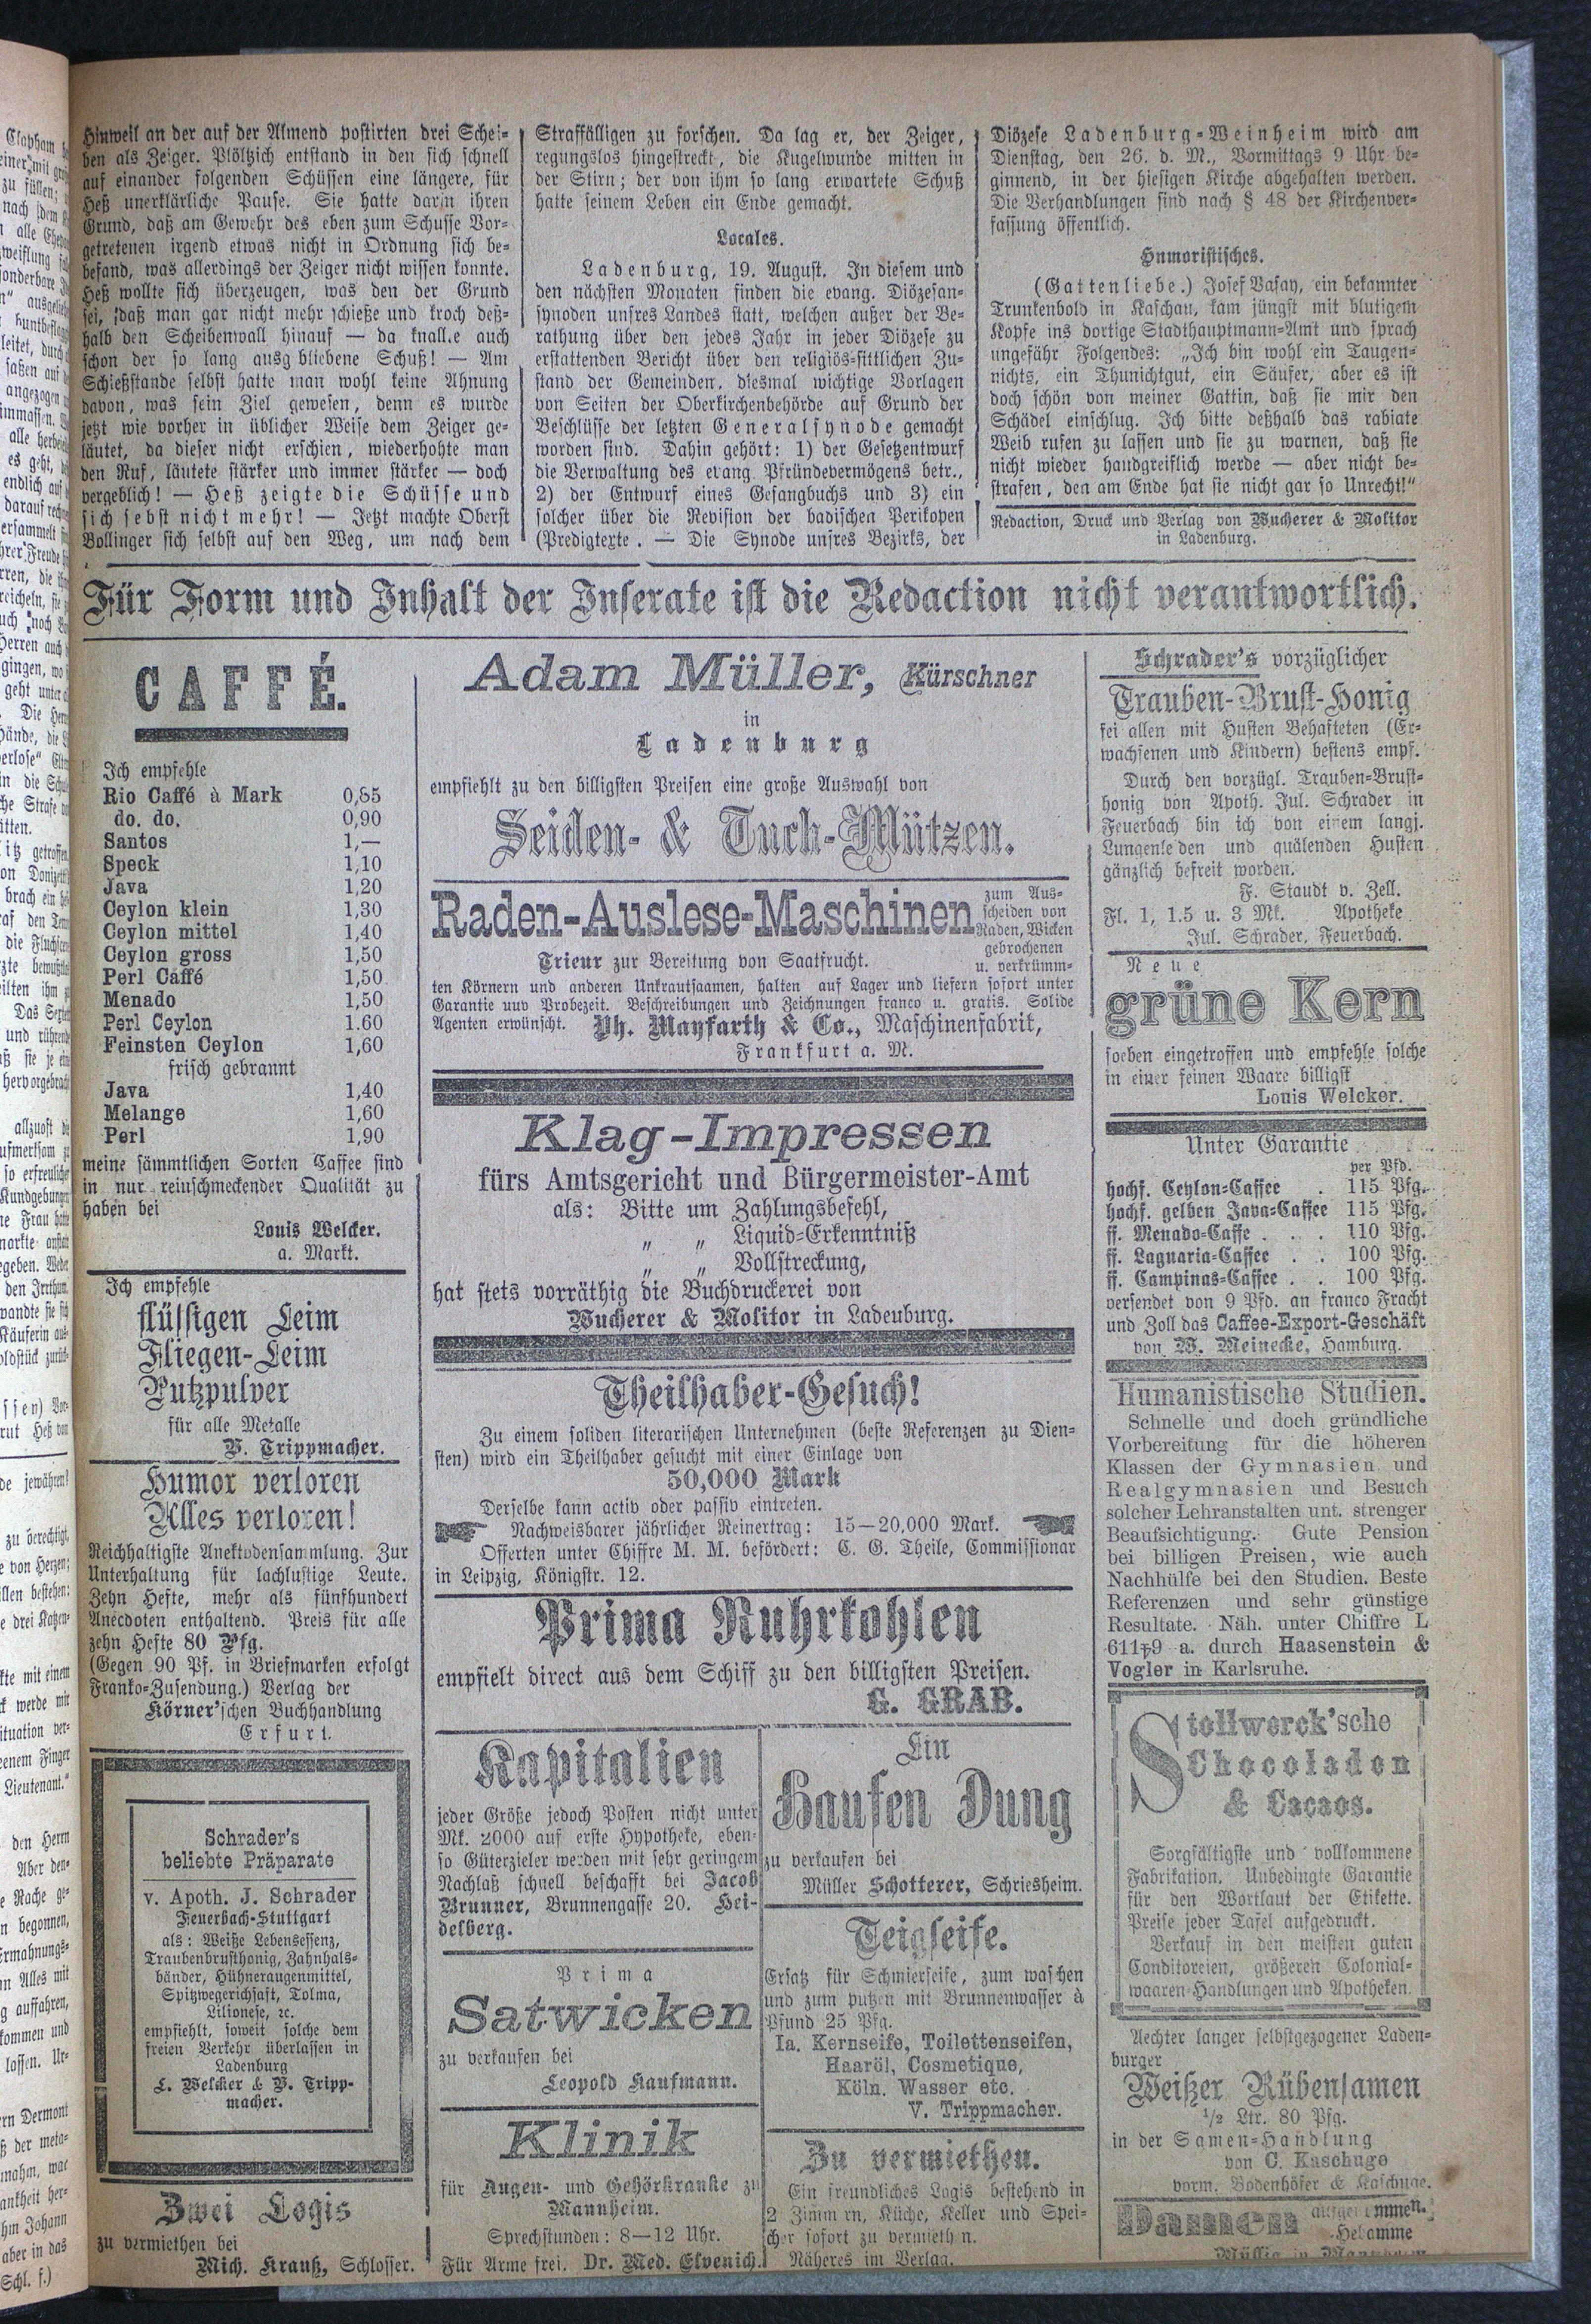 Hinweil an der auf der Almend postirten drei Schei-
ben als Zeiger. Plöltzich entstand in den sich schnell
auf einander folgenden Schüssen eine längere, für
Heß unerklärliche Pause. Sie hatte darin ihren
Grund, daß am Gewehr des eben zum Schusse Vor-
getretenen irgend etwas nicht in Ordnung sich be-
befand, was allerdings der Zeiger nicht wissen konnte.
Heß wollte sich überzeugen, was den der Grund
sei, daß man gar nicht mehr schieße und kroch deß-
halb den Scheibenwall hinauf — da knall.e auch
schon der so lang ausg bliebene Schuß! — Am
Schießstande selbst hatte man wohl keine Ahnung
davon, was sein Ziel gewesen, denn es wurde
jetzt wie vorher in üblicher Weise dem Zeiger ge-
läutet, da dieser nicht erschien, wiederhohte man
den Ruf, läutete stärker und immer stärker — doch
vergeblich! — Heß zeigte die Schüsse und
sich sebst nicht mehr! — Jetzt machte Oberst
Bollinger sich selbst auf den Weg, um nach dem
Straffälligen zu forschen. Da lag er, der Zeiger,
regungslos hingestreckt, die Kugelwunde mitten in
der Stirn; der von ihm so lang erwartete Schuß
hatte seinem Leben ein Ende gemacht.
Locales.
Ladenburg, 19. August. In diesem und
den nächsten Monaten finden die evang. Diözesan-
synoden unsres Landes statt, welchen außer der Be-
rathung über den jedes Jahr in jeder Diözese zu
erstattenden Bericht über den religiös-sittlichen Zu-
stand der Gemeinden, diesmal wichtige Vorlagen
von Seiten der Oberkirchenbehörde auf Grund der
Beschlüsse der letzten Generalsynode gemacht
worden sind. Dahin gehört: 1) der Gesetzentwurf
die Verwaltung des evang. Pfründevermögens betr.,
2) der Entwurf eines Gesangbuchs und 3) ein
solcher über die Revision der badischen Perikopen
(Predigtexte. — Die Synode unsres Bezirks, der
Diözese Ladenburg-Weinheim wird am
Dienstag, den 26. d. M., Vormittags 9 Uhr be-
ginnend, in der hiesigen Kirche abgehalten werden.
Die Verhandlungen sind nach § 48 der Kirchenver-
fassung öffentlich.
Humoristisches.
(Gattenliebe.) Josef Vasay, ein bekannter
Trunkenbold in Kaschau, kam jüngst mit blutigem
Kopfe ins dortige Stadthauptmann-Amt und sprach
ungefähr Folgendes: „Ich bin wohl ein Taugen-
nichts, ein Thunichtgut, ein Säufer, aber es ist
doch schön von meiner Gattin, daß sie mir den
Schädel einschlug. Ich bitte deßhalb das rabiate
Weib rufen zu lassen und sie zu warnen, daß sie
nicht wieder handgreiflich werde — aber nicht be-
strafen, den am Ende hat sie nicht gar so Unrecht!“
Redaction, Druck und Verlag von Wucherer & Molitor
in Ladenburg.
Für Form und Inhalt der Inserate ist die Redaction nicht verantwortlich.
CAFFÉ.
Ich empfehle
Rio Caffé à Mark 0,85
do. do. 0,90
Santos 1,—
Speck 1,10
Java 1,20
Ceylon klein 1,30
Ceylon mittel 1,40
Ceylon gross 1,50
Perl Caffé 1,50
Menado 1,50
Perl Ceylon 1.60
Feinsten Ceylon 1,60
frisch gebrannt
Java 1,40
Melange 1,60
Perl 1,90
meine sämmtlichen Sorten Caffee sind
in nur reinschmeckender Qualität zu
haben bei
Louis Welcker.
a. Markt.
Ich empfehle
flüssigen Leim
Fliegen-Leim
Putzpulver
für alle Metalle
V. Trippmacher.
Humor verloren
Alles verloren!
Reichhaltigste Anektodensammlung. Zur
Unterhaltung für lachlustige Leute.
Zehn Hefte, mehr als fünfhundert
Anecdoten enthaltend. Preis für alle
zehn Hefte 80 Pfg.
(Gegen 90 Pf. in Briefmarken erfolgt
Franko-Zusendung.) Verlag der
Körner'schen Buchhandlung
Erfurt.
Schrader's
beliebte Präparate
v. Apoth. J. Schrader
Feuerbach-Stuttgart
als: Weiße Lebensessenz,
Traubenbrusthonig, Zahnhals-
bänder, Hühneraugenmittel,
Spitzwegerichsaft, Tolma,
Lilionese, ec.
empfiehlt, soweit solche dem
freien Verkehr überlassen in
Ladenburg
L. Welcker & V. Tripp-
macher.
Zwei Logis
zu vermiethen bei
Mich. Krauß, Schlosser.
Adam Müller, Kürschner
in
Ladenburg
empfiehlt zu den billigsten Preisen eine große Auswahl von
Seiden- & Tuch-Mützen.
Raden-Auslese-Maschinen zum Aus-
scheiden von
Raden, Wicken
gebrochenen
Trieur zur Bereitung von Saatfrucht. u. verkrümm-
ten Körnern und anderen Unkrautsaamen, halten auf Lager und liefern sofort unter
Garantie uuv Probezeit. Beschreibungen und Zeichnungen franco u. gratis. Solide
Agenten erwünscht. Ph. Mayfarth & Co., Maschinenfabrik,
Frankfurt a. M.
Klag-Impressen
fürs Amtsgericht und Bürgermeister-Amt
als: Bitte um Zahlungsbefehl,
„ „ Liquid-Erkenntniß
„ „ Vollstreckung,
hat stets vorräthig die Buchdruckerei von
Wucherer & Molitor in Ladenburg.
Theilhaber-Gesuch!
Zu einem soliden literarischen Unternehmen (beste Referenzen zu Dien-
sten) wird ein Theilhaber gesucht mit einer Einlage von
50,000 Mark
Derselbe kann activ oder passiv eintreten.
Nachweisbarer jährlicher Reinertrag: 15—20,000 Mark.
Offerten unter Chiffre M. M. befördert: C. G. Theile, Commissionar
in Leipzig, Königstr. 12.
Prima Ruhrkohlen
empfielt direct aus dem Schiff zu den billigsten Preisen.
G. GRAB.
Kapitalien
jeder Größe jedoch Posten nicht unter
Mk. 2000 auf erste Hypotheke, eben-
so Güterzieler werden mit sehr geringem
Nachlaß schnell beschafft bei Jacob
Brunner, Brunnengasse 20. Hei-
delberg.
Prima
Satwicken
zu verkaufen bei
Leopold Kaufmann.
Klinik
für Augen- und Gehörkranke zu
Mannheim.
Sprechstunden: 8—12 Uhr.
Für Arme frei. Dr. Med. Elvenich.
Ein
Haufen Dung
zu verkaufen bei
Müller Schotterer, Schriesheim.
Teigseife.
Ersatz für Schmierseife, zum waschen
und zum putzen mit Brunnenwasser à
Pfund 25 Pfg.
Ia. Kernseife, Toilettenseifen,
Haaröl, Cosmetique,
Köln. Wasser etc.
V. Trippmacher.
Zu vermiethen.
Ein freundliches Logis bestehend in
2 Zimm rn, Küche, Keller und Spei-
cher sofort zu vermieth n.
Näheres im Verlag.
Schrader's vorzüglicher
Trauben-Brust-Honig
sei allen mit Husten Behafteten (Er-
wachsenen und Kindern) bestens empf.
Durch den vorzügl. Trauben-Brust-
honig von Apoth. Jul. Schrader in
Feuerbach bin ich von einem langj.
Lungenle den und quälenden Husten
gänzlich befreit worden.
F. Staudt v. Zell.
Fl. 1, 1.5 u. 3 Mk. Apotheke
Jul. Schrader, Feuerbach.
Neue
grüne Kern
soeben eingetroffen und empfehle solche
in einer feinen Waare billigst
Louis Welcker.
Unter Garantie
per Pfd.
hochf. Ceylon-Caffee . 115 Pfg.
hochf. gelben Java-Caffee 115 Pfg.
ff. Menado-Caffe . . . 110 Pfg.
ff. Laguaria-Caffee . . 100 Pfg.
ff. Campinas-Caffee . . 100 Pfg.
versendet von 9 Pfd. an franco Fracht
und Zoll das Caffee-Export-Geschäft
von W. Meinecke, Hamburg.
Humanistische Studien.
Schnelle und doch gründliche
Vorbereitung für die höheren
Klassen der Gymnasien und
Realgymnasien und Besuch
solcher Lehranstalten unt. strenger
Beaufsichtigung. Gute Pension
bei billigen Preisen, wie auch
Nachhülfe bei den Studien. Beste
Referenzen und sehr günstige
Resultate. Näh. unter Chiffre L
a. durch Haasenstein &
Vogler in Karlsruhe.
Stollwerck'sche
Chocoladen
& Cacaos.
Sorgfältigste und vollkommene
Fabrikation. Unbedingte Garantie
für den Wortlaut der Etikette.
Preise jeder Tafel aufgedruckt.
Verkauf in den meisten guten
Conditoreien, größeren Colonial-
waaren-Handlungen und Apotheken.
Aechter langer selbstgezogener Laden-
burger
Weißer Rübensamen
½ Ltr. 80 Pfg.
in der Samen-Handlung
von C. Kaschuge
vorm. Bodenhöfer & Kaschuge.
Damen
Hebamme